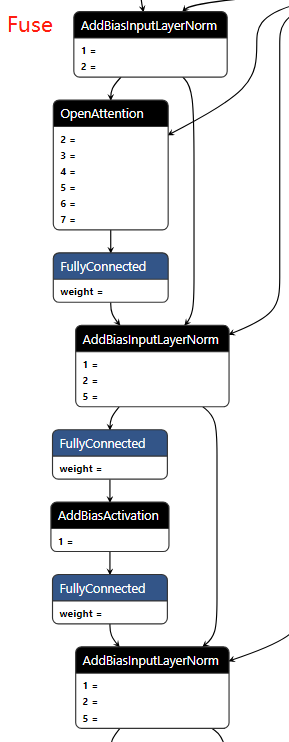 Fuse
AddBiasInputLayerNorm
1 =
2 =
OpenAttention
2 =
3 =
4 =
5 =
6 =
7 =
FullyConnected
weight =
AddBiasInputLayerNorm
1 =
2 =
5 =
FullyConnected
weight =
AddBiasActivation
1 =
FullyConnected
weight =
AddBiasInputLayerNorm
1 =
2 =
5 =